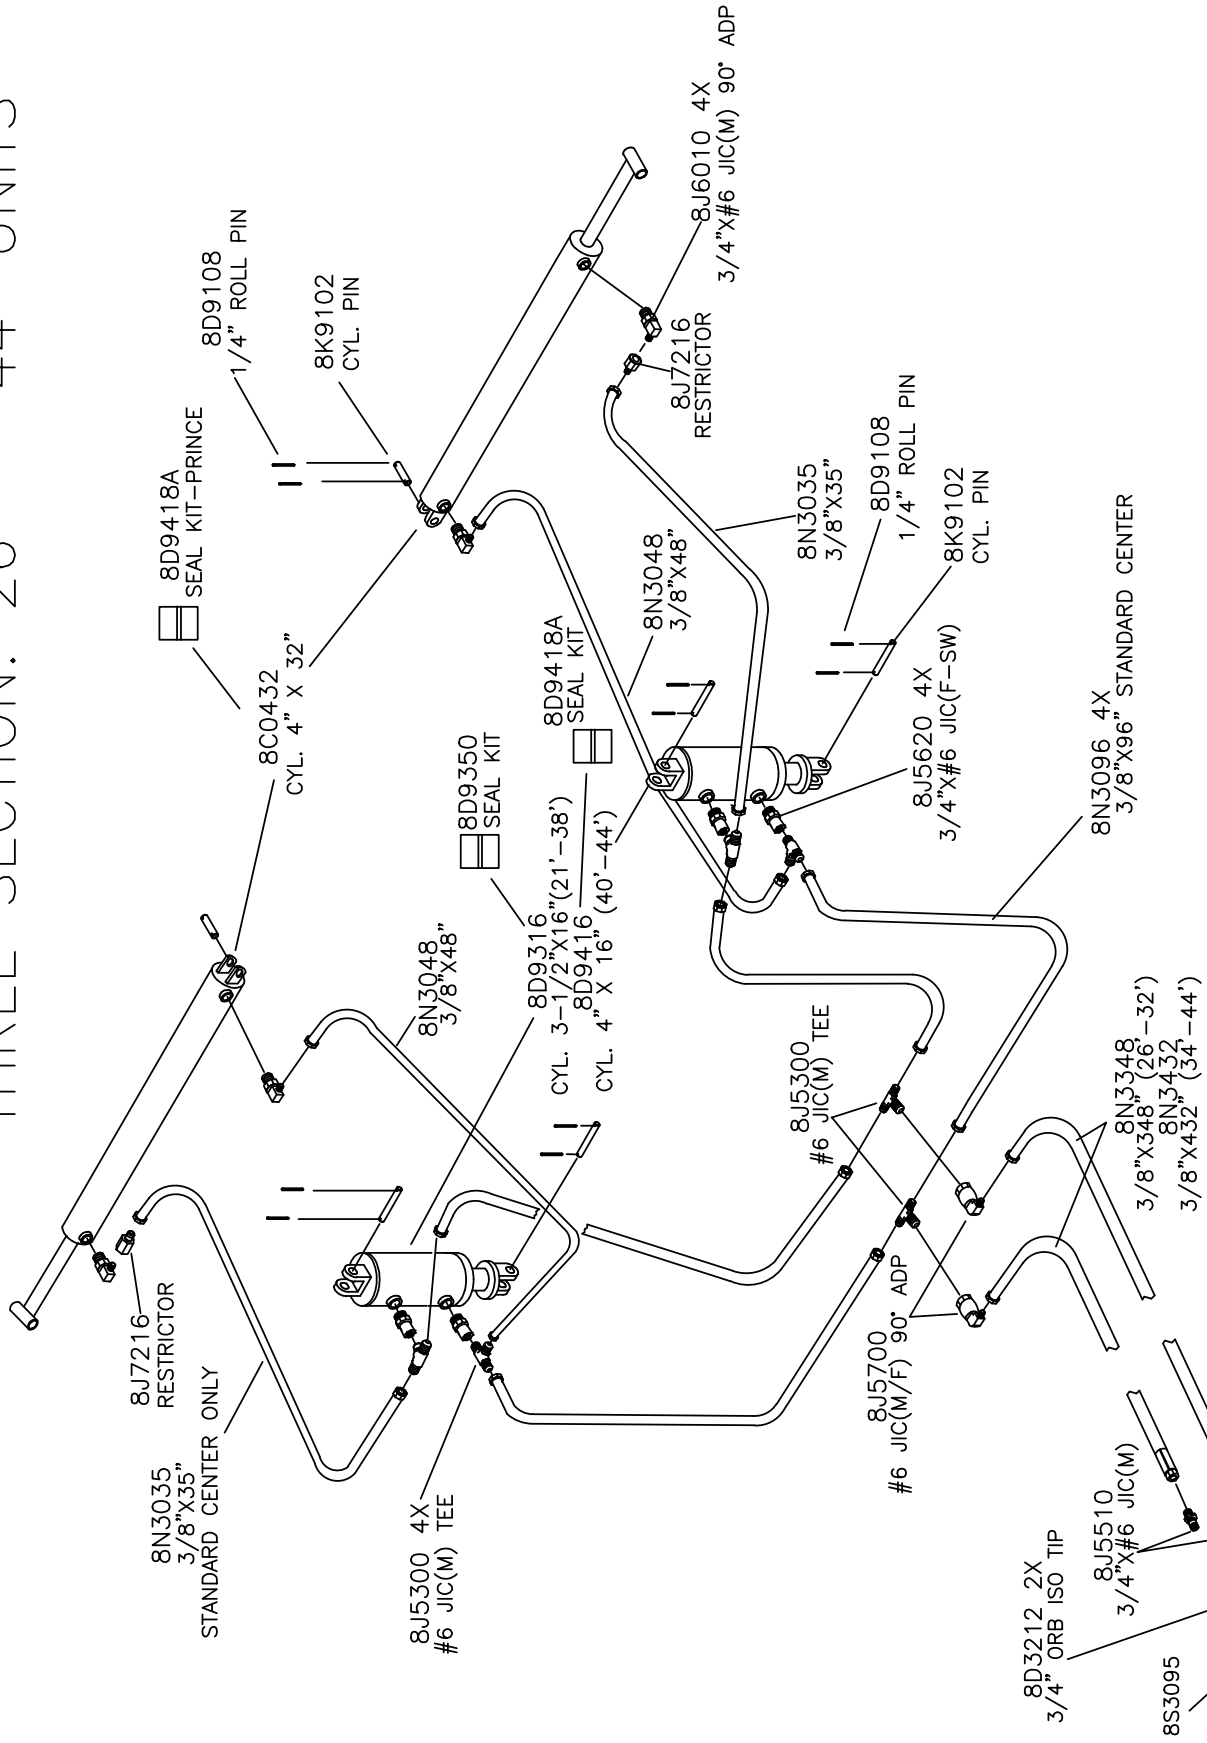 THREE SECTION: 26'-44' UNITS
8D9418A
SEAL KIT-PRINCE
8D9108
1/4" ROLL PIN
8K9102
CYL. PIN
8C0432
CYL. 4" X 32"
8J6010 4X
3/4"X#6 JIC(M) 90° ADP
8J7216
RESTRICTOR
8N3035
3/8"X35"
8D9108
1/4" ROLL PIN
8K9102
CYL. PIN
8N3048
3/8"X48"
8D9418A
SEAL KIT
8D9350
SEAL KIT
8D9316
CYL. 3-1/2"X16"(21'-38')
8D9416
CYL. 4" X 16" (40'-44')
8J5620 4X
3/4"X#6 JIC(F-SW)
8N3096 4X
3/8"X96" STANDARD CENTER
8N3048
3/8"X48"
8J5300
#6 JIC(M) TEE
8N3348
3/8"X348" (26'-32')
8N3432
3/8"X432" (34'-44')
8J7216
RESTRICTOR
8N3035
3/8"X35"
STANDARD CENTER ONLY
8J5300 4X
#6 JIC(M) TEE
8J5700
#6 JIC(M/F) 90° ADP
8J5510
3/4"X#6 JIC(M)
8D3212 2X
3/4" ORB ISO TIP
8S3095